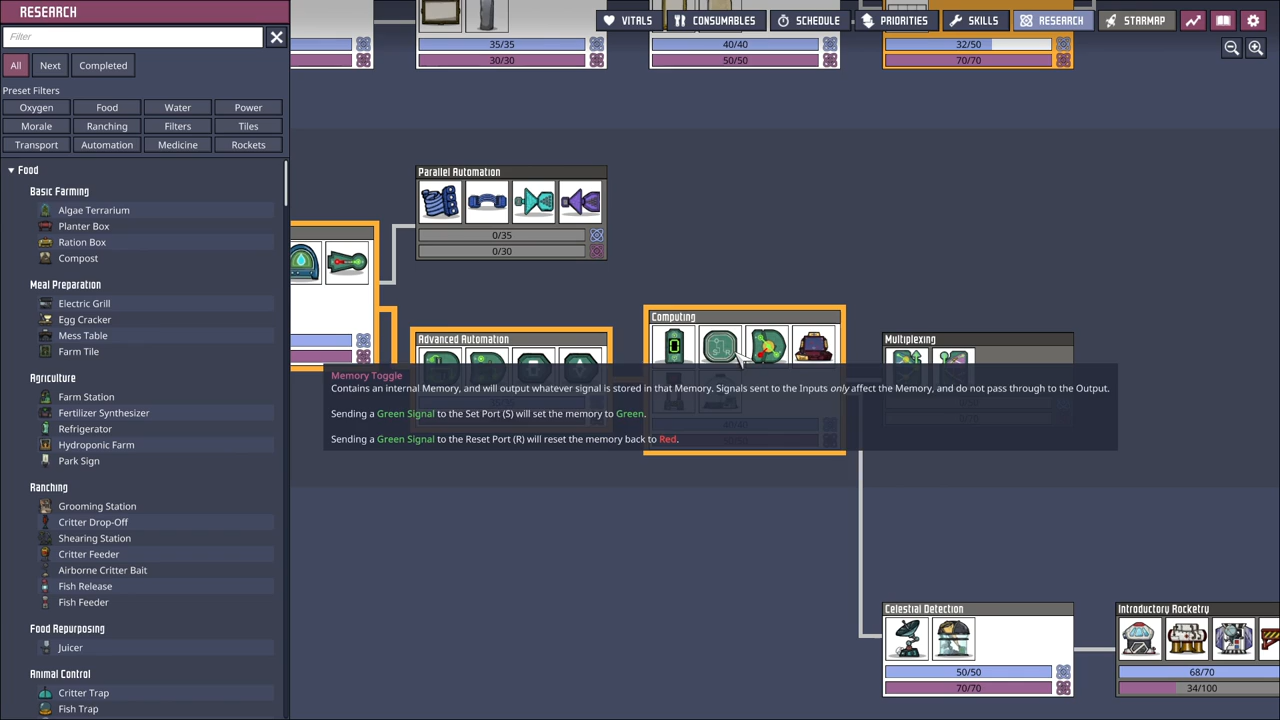 RESEARCH
VITALS
CONSUMABLES
SCHEDULE
PRIORITIES
SKILLS
RESEARCH
STARMAP
Filter
All
Next
Completed
Preset Filters
Oxygen
Food
Water
Power
Morale
Ranching
Filters
Tiles
Transport
Automation
Medicine
Rockets
Food
Basic Farming
Algae Terrarium
Planter Box
Ration Box
Compost
Meal Preparation
Electric Grill
Egg Cracker
Mess Table
Farm Tile
Agriculture
Farm Station
Fertilizer Synthesizer
Refrigerator
Hydroponic Farm
Park Sign
Ranching
Grooming Station
Critter Drop-Off
Shearing Station
Critter Feeder
Airborne Critter Bait
Fish Release
Fish Feeder
Food Repurposing
Juicer
Animal Control
Critter Trap
Fish Trap
35/35
30/30
40/40
50/50
32/50
70/70
Parallel Automation
0/35
0/30
Advanced Automation
Computing
Multiplexing
Memory Toggle
Contains an internal Memory, and will output whatever signal is stored in that Memory. Signals sent to the Inputs only affect the Memory, and do not pass through to the Output.
Sending a Green Signal to the Set Port (S) will set the memory to Green.
Sending a Green Signal to the Reset Port (R) will reset the memory back to Red.
Celestial Detection
50/50
70/70
Introductory Rocketry
68/70
34/100